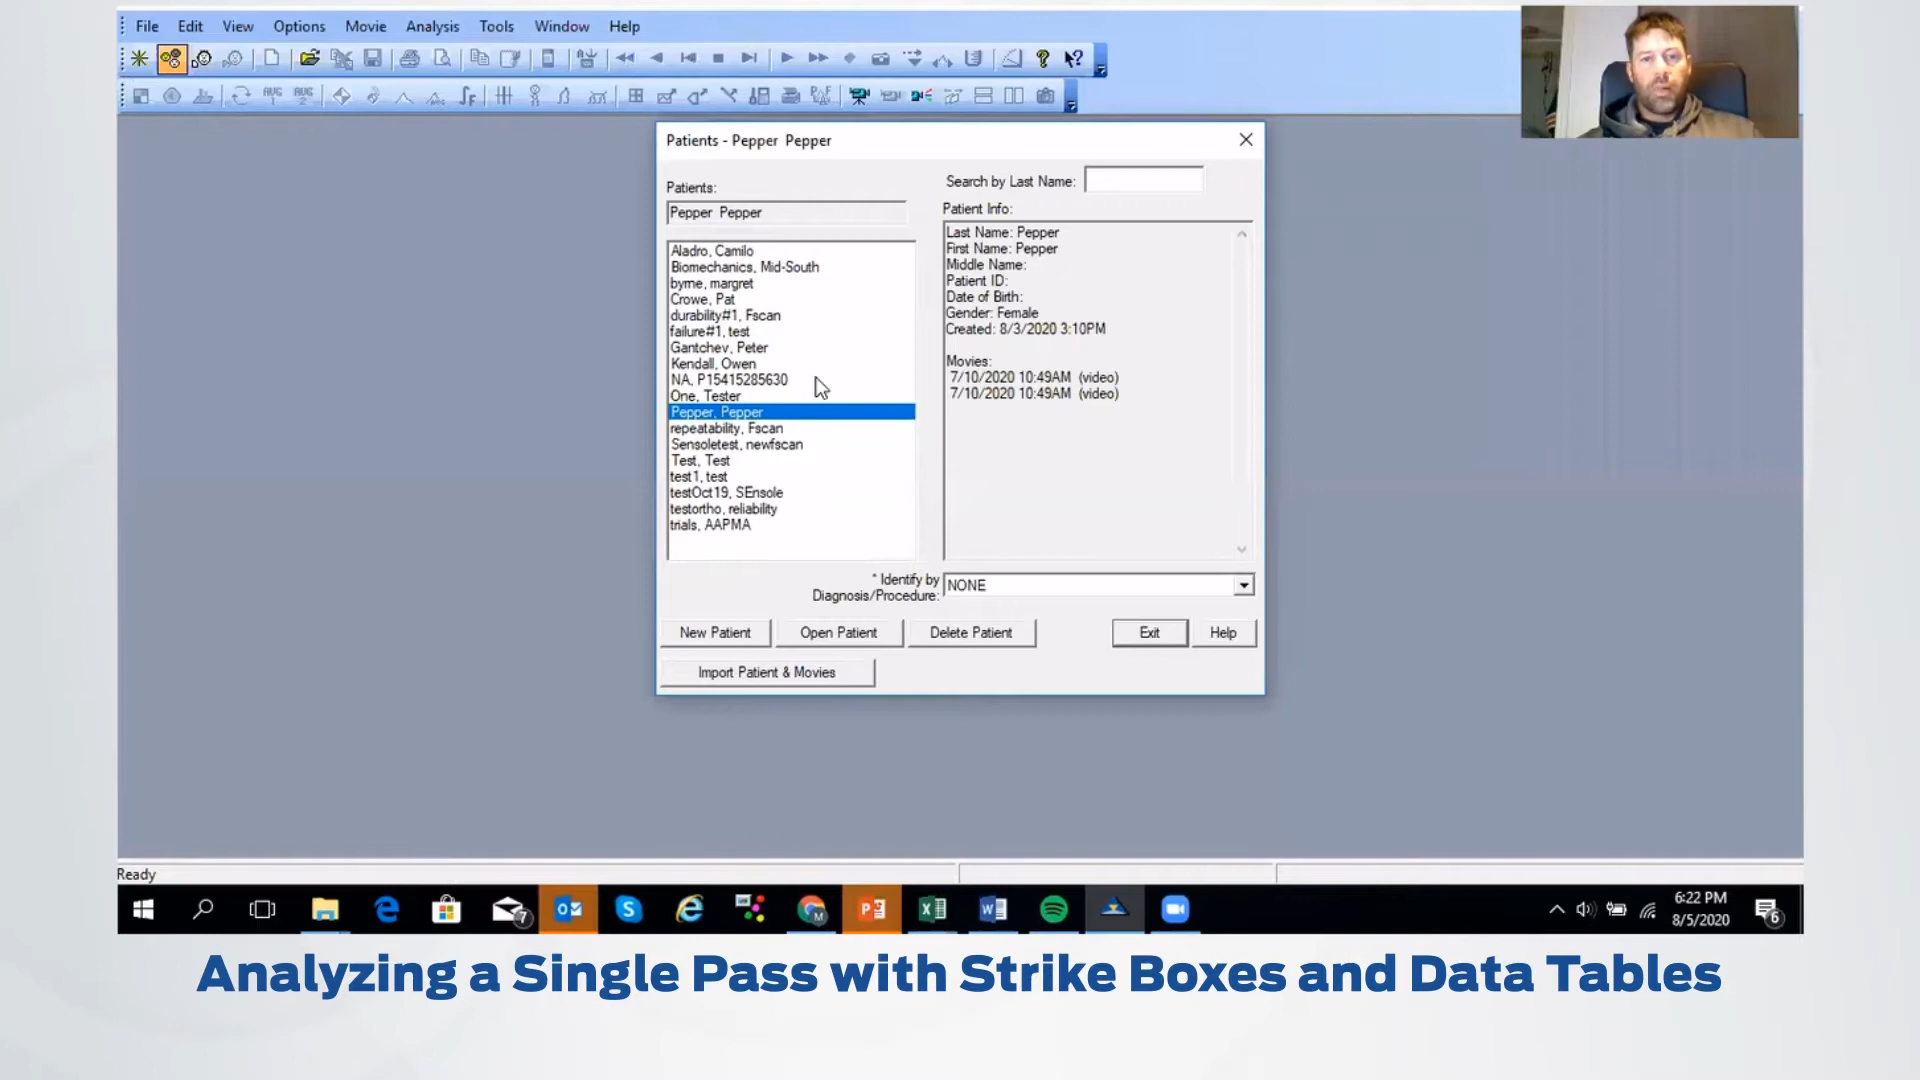 File Edit View Options Movie Analysis Tools Window Help
Patients - Pepper Pepper
Search by Last Name:
Patients:
Pepper Pepper
Aladro, Camilo
Biomechanics, Mid-South
byrne, margret
Crowe, Pat
durability#1, Fscan
failure#1, test
Gantchev, Peter
Kendall, Owen
NA, P15415285630
One, Tester
Pepper, Pepper
repeatability, Fscan
Sensoletest, newfscan
Test, Test
test1, test
testOct19, SEnsole
testortho, reliability
trials, AAPMA
Patient Info:
Last Name: Pepper
First Name: Pepper
Middle Name:
Patient ID:
Date of Birth:
Gender: Female
Created: 8/3/2020 3:10PM
Movies:
7/10/2020 10:49AM (video)
7/10/2020 10:49AM (video)
* Identify by
Diagnosis/Procedure:
NONE
New Patient Open Patient Delete Patient Exit Help
Import Patient & Movies
Ready
6:22 PM
8/5/2020
Analyzing a Single Pass with Strike Boxes and Data Tables